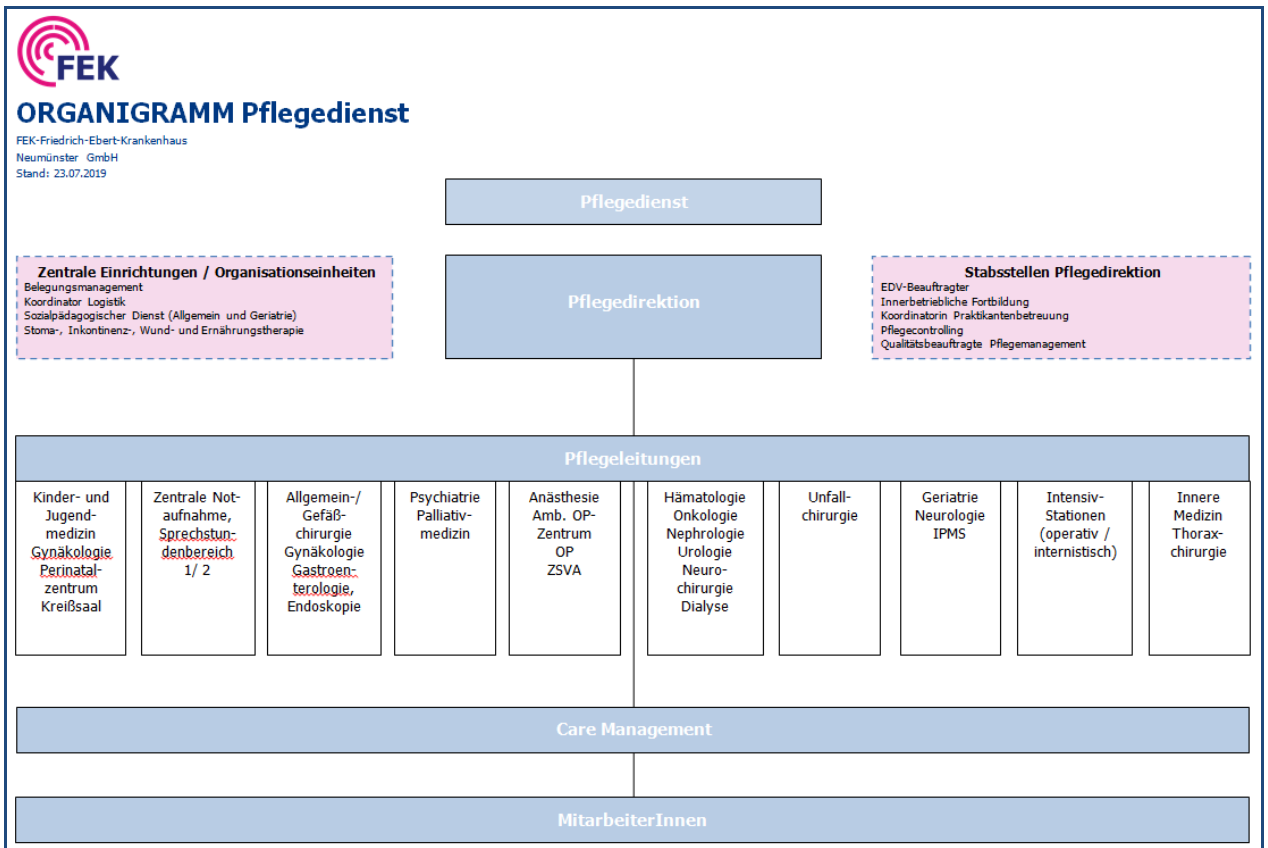 FEK
ORGANIGRAMM Pflegedienst
FEK-Friedrich-Ebert-Krankenhaus
Neumünster GmbH
Stand: 23.07.2019
Pflegedienst
Zentrale Einrichtungen / Organisationseinheiten
Belegungsmanagement
Koordinator Logistik
Sozialpädagogischer Dienst (Allgemein und Geriatrie)
Stoma-, Inkontinenz-, Wund- und Ernährungstherapie
Pflegedirektion
Stabsstellen Pflegedirektion
EDV-Beauftragter
Innerbetriebliche Fortbildung
Koordinatorin Praktikantenbetreuung
Pflegecontrolling
Qualitätsbeauftragte Pflegemanagement
Pflegeleitungen
Kinder- und
Jugend-
medizin
Gynäkologie
Perinatal-
zentrum
Kreißsaal
Zentrale Not-
aufnahme,
Sprechstun-
denbereich
1/ 2
Allgemein-/
Gefäß-
chirurgie
Gynäkologie
Gastroen-
terologie,
Endoskopie
Psychiatrie
Palliativ-
medizin
Anästhesie
Amb. OP-
Zentrum
OP
ZSVA
Hämatologie
Onkologie
Nephrologie
Urologie
Neuro-
chirurgie
Dialyse
Unfall-
chirurgie
Geriatrie
Neurologie
IPMS
Intensiv-
Stationen
(operativ /
internistisch)
Innere
Medizin
Thorax-
chirurgie
Care Management
MitarbeiterInnen